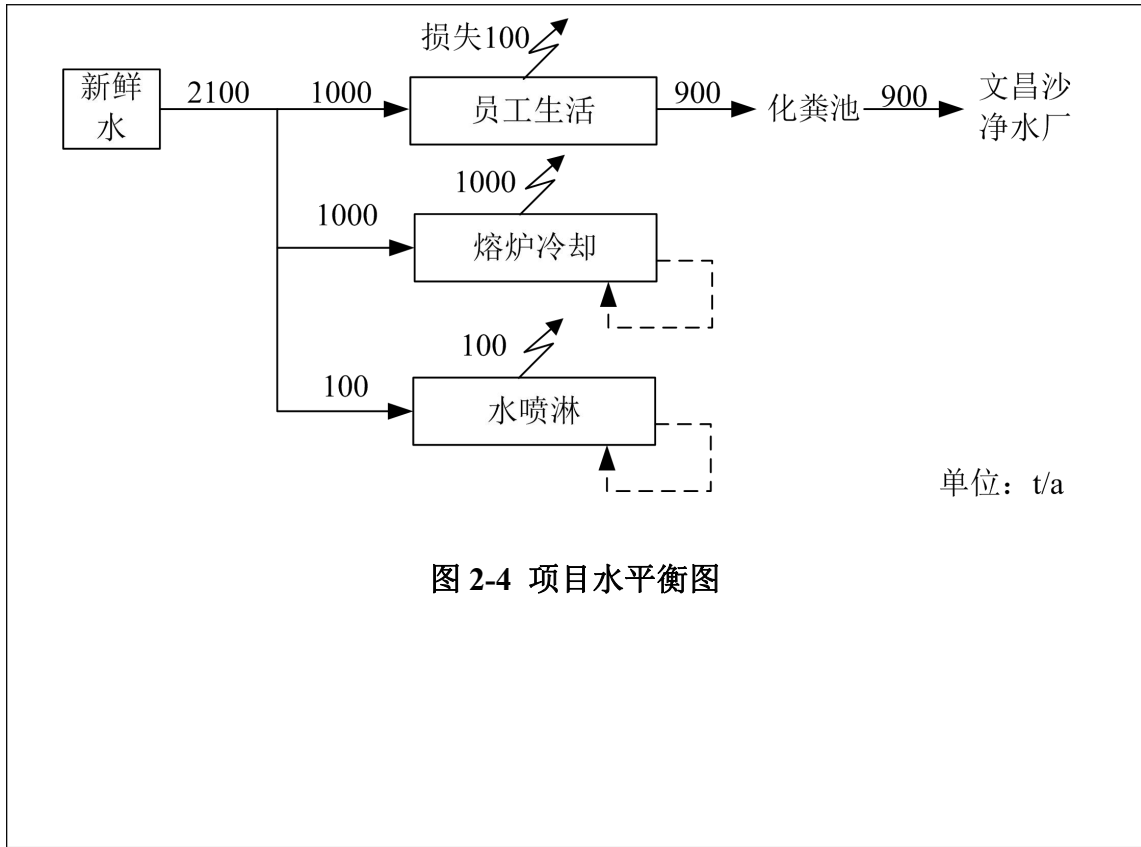 损失100
新鲜
水
2100
1000
员工生活
900
化粪池
900
文昌沙
净水厂
1000
1000
熔炉冷却
100
100
水喷淋
单位：t/a
图 2-4 项目水平衡图